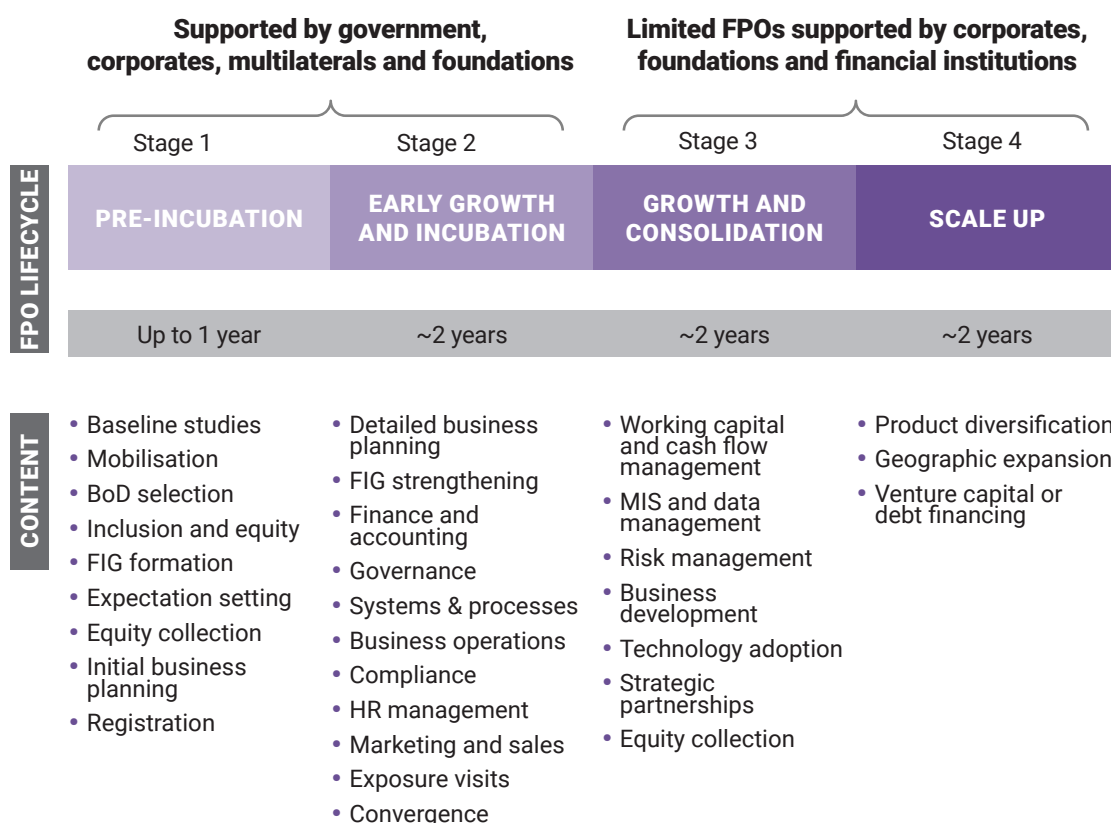 Supported by government,
corporates, multilaterals and foundations
Limited FPOs supported by corporates,
foundations and financial institutions
Stage 1
Stage 2
Stage 3
Stage 4
FPO LIFECYCLE
PRE-INCUBATION
EARLY GROWTH
AND INCUBATION
GROWTH AND
CONSOLIDATION
SCALE UP
Up to 1 year
~2 years
~2 years
~2 years
CONTENT
• Baseline studies
• Mobilisation
• BoD selection
• Inclusion and equity
• FIG formation
• Expectation setting
• Equity collection
• Initial business
planning
• Registration
• Detailed business
planning
• FIG strengthening
• Finance and
accounting
• Governance
• Systems & processes
• Business operations
• Compliance
• HR management
• Marketing and sales
• Exposure visits
• Convergence
• Working capital
and cash flow
management
• MIS and data
management
• Risk management
• Business
development
• Technology adoption
• Strategic
partnerships
• Equity collection
• Product diversification
• Geographic expansion
• Venture capital or
debt financing